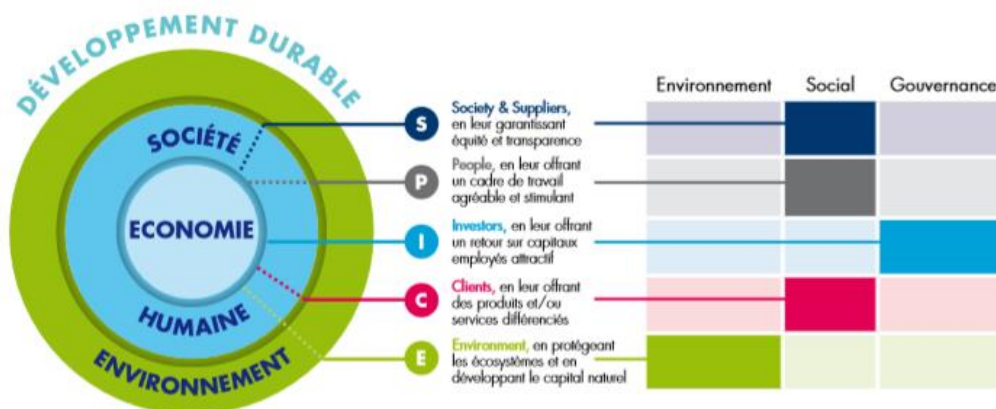 DÉVELOPPEMENT DURABLE
SOCIÉTÉ
ECONOMIE
HUMAINE
ENVIRONNEMENT
Environnement Social Gouvernance
S
Society & Suppliers,
en leur garantissant
équité et transparence
P
People, en leur offrant
un cadre de travail
agréable et stimulant
I
Investors, en leur offrant
un retour sur capitaux
employés attractif
C
Clients, en leur offrant
des produits et/ou
services différenciés
E
Environment, en protégeant
les écosystèmes et en
développant le capital naturel